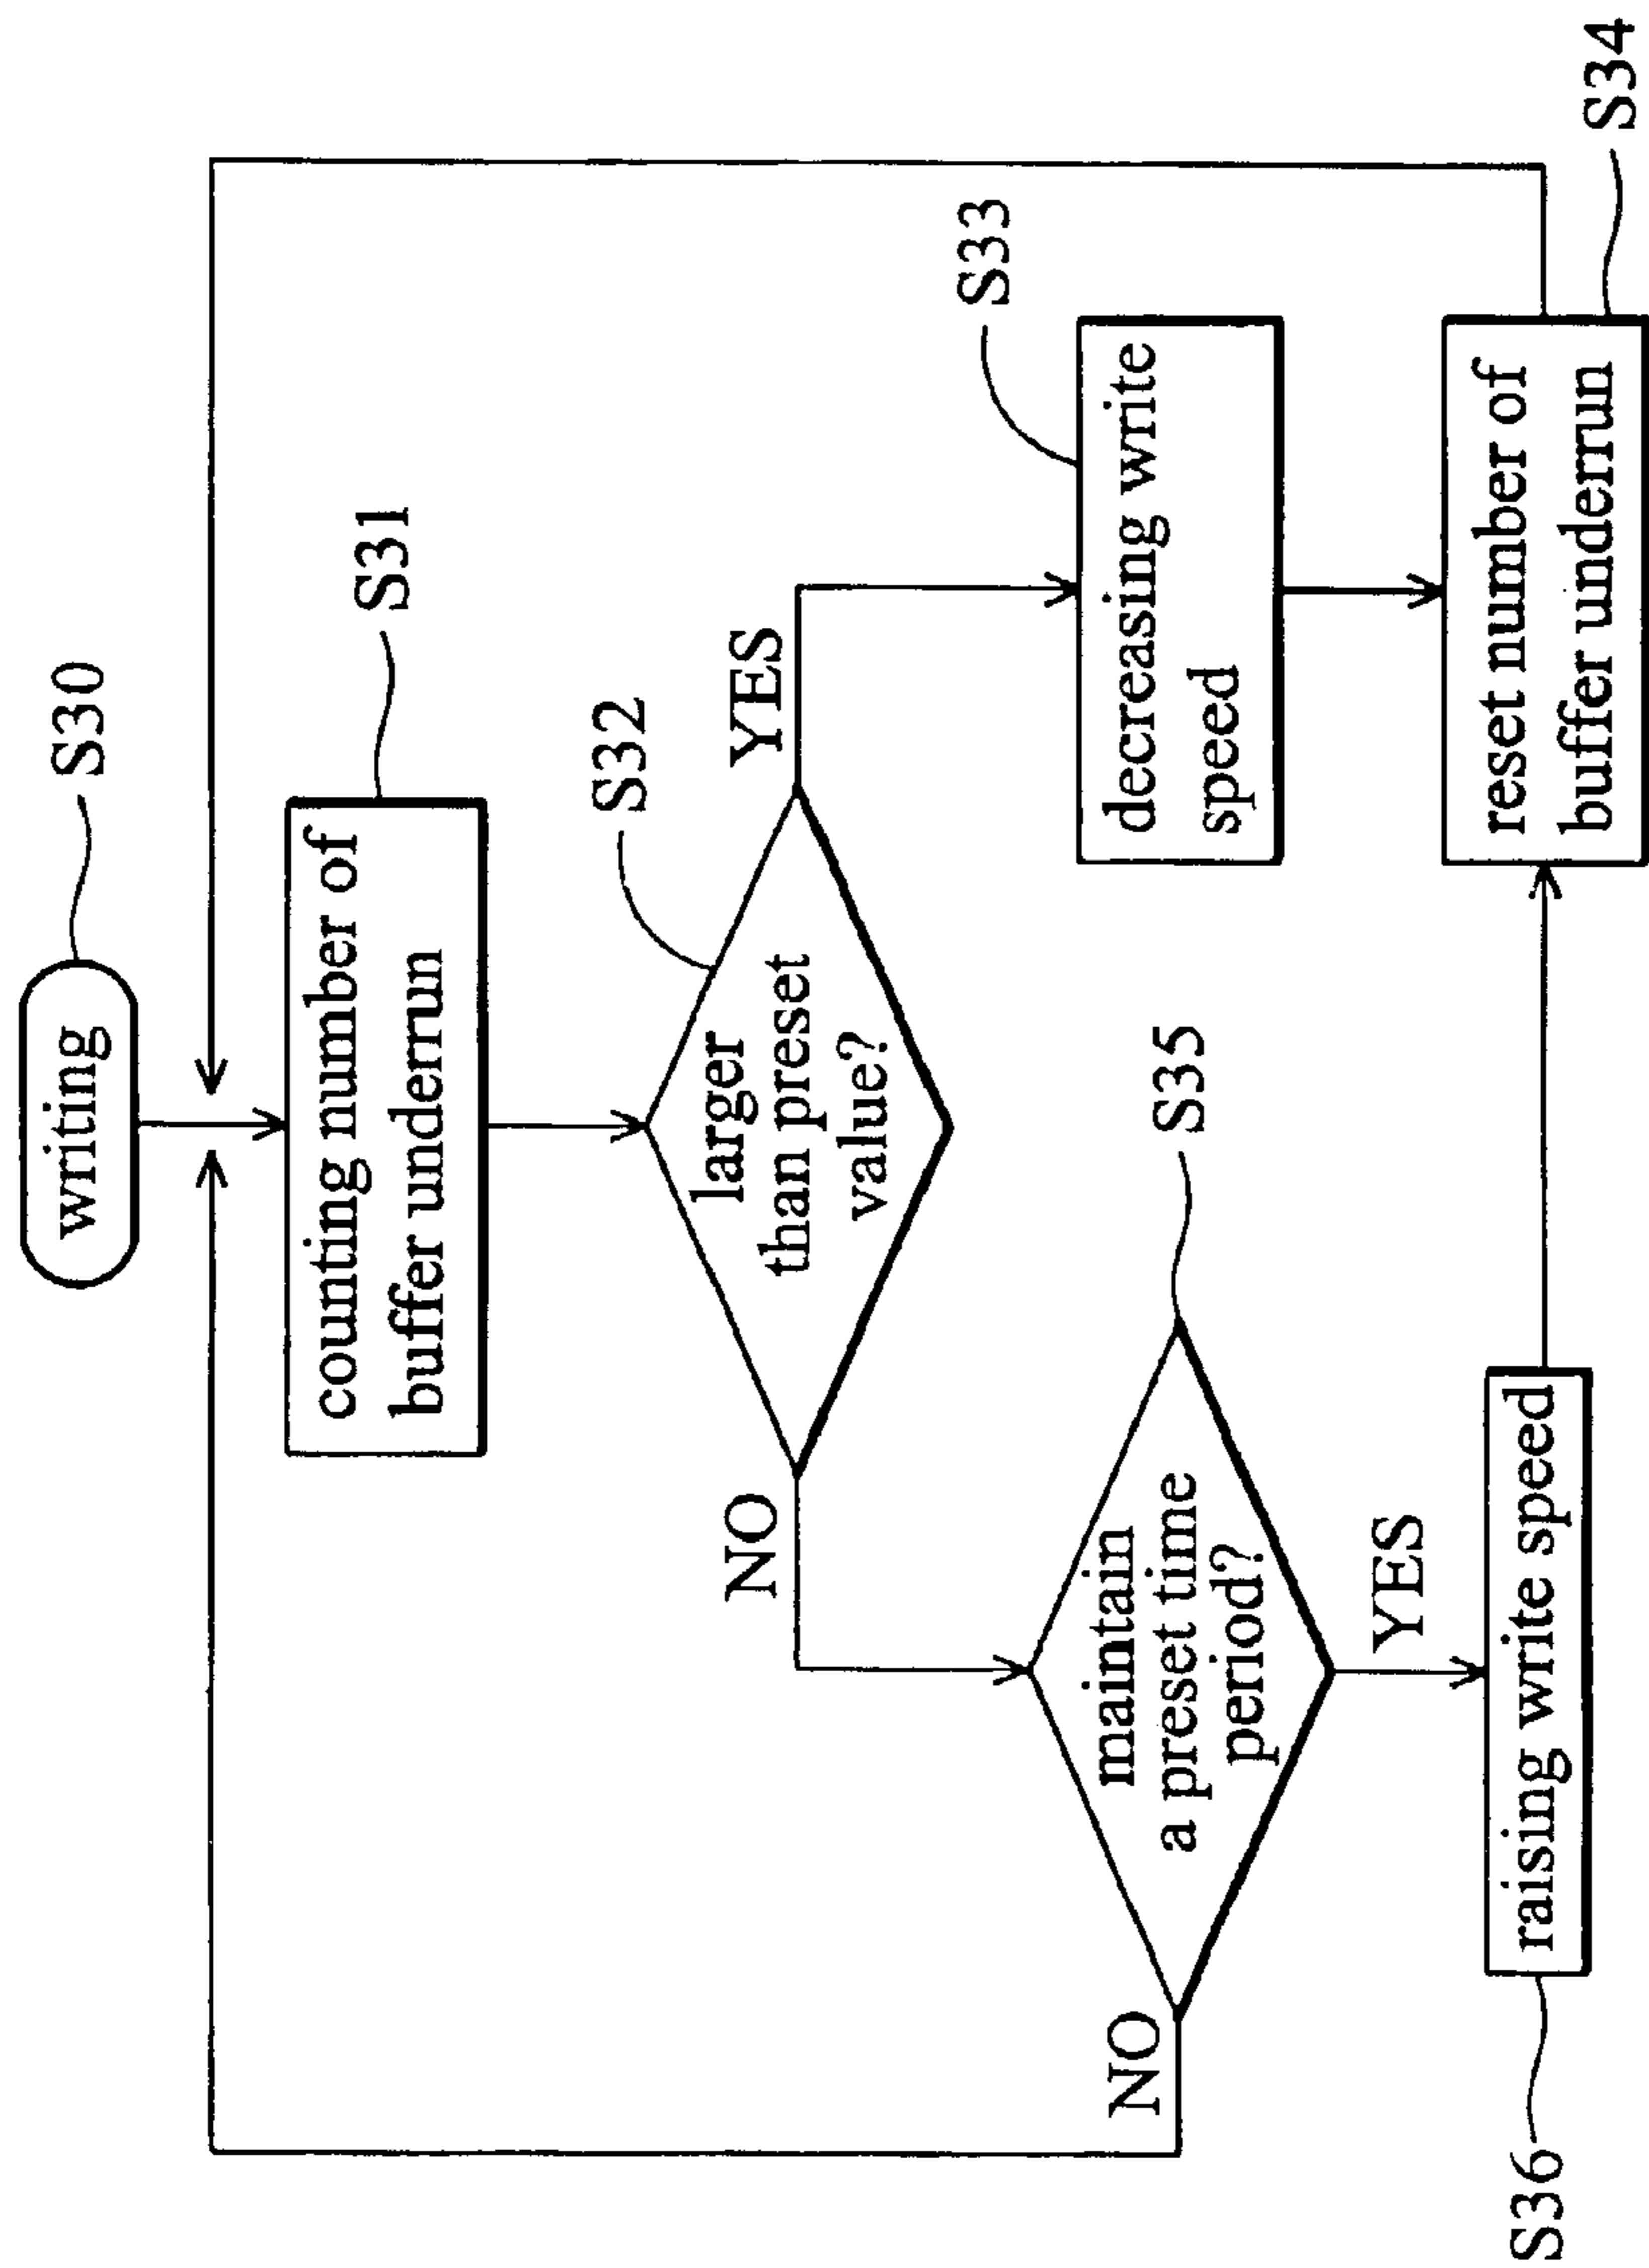 writing
S30
counting number of
buffer underrun
S31
larger
than preset
value?
S32
YES
NO
decreasing write
speed
S33
maintain
a preset time
period?
S35
NO
YES
raising write speed
S36
reset number of
buffer underrun
S34